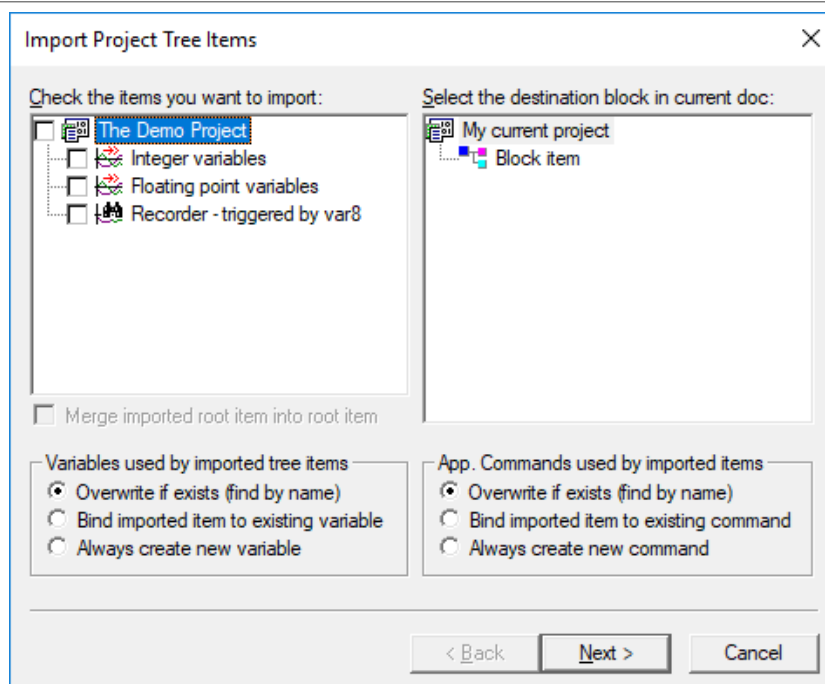 Import Project Tree Items
Check the items you want to import:
The Demo Project
Integer variables
Floating point variables
Recorder - triggered by var8
Merge imported root item into root item
Select the destination block in current doc:
My current project
Block item
Variables used by imported tree items
Overwrite if exists (find by name)
Bind imported item to existing variable
Always create new variable
App. Commands used by imported items
Overwrite if exists (find by name)
Bind imported item to existing command
Always create new command
< Back
Next >
Cancel